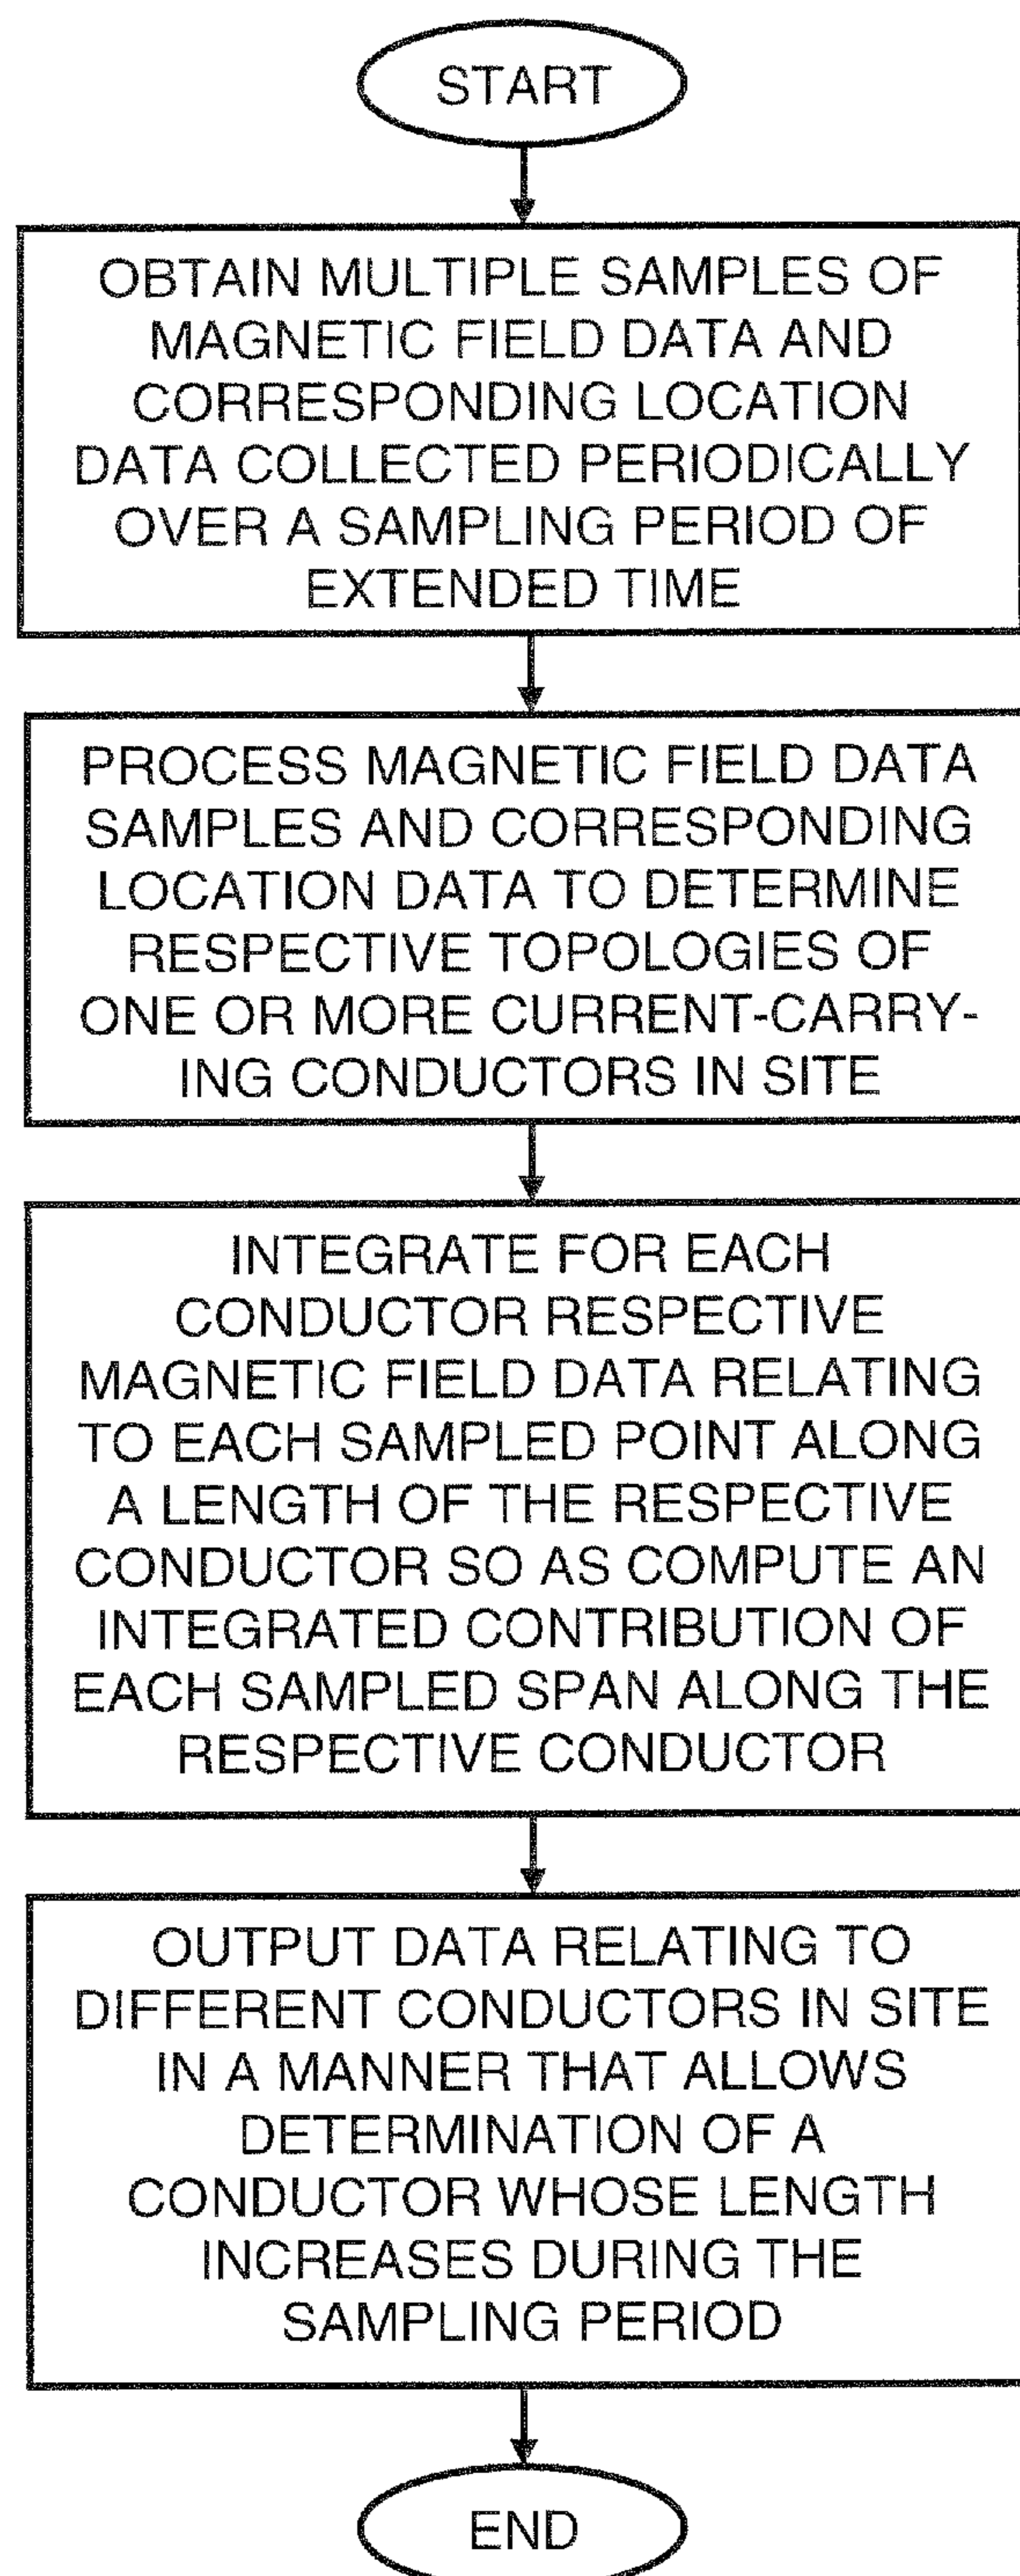 START
OBTAIN MULTIPLE SAMPLES OF
MAGNETIC FIELD DATA AND
CORRESPONDING LOCATION
DATA COLLECTED PERIODICALLY
OVER A SAMPLING PERIOD OF
EXTENDED TIME
PROCESS MAGNETIC FIELD DATA
SAMPLES AND CORRESPONDING
LOCATION DATA TO DETERMINE
RESPECTIVE TOPOLOGIES OF
ONE OR MORE CURRENT-CARRY-
ING CONDUCTORS IN SITE
INTEGRATE FOR EACH
CONDUCTOR RESPECTIVE
MAGNETIC FIELD DATA RELATING
TO EACH SAMPLED POINT ALONG
A LENGTH OF THE RESPECTIVE
CONDUCTOR SO AS COMPUTE AN
INTEGRATED CONTRIBUTION OF
EACH SAMPLED SPAN ALONG THE
RESPECTIVE CONDUCTOR
OUTPUT DATA RELATING TO
DIFFERENT CONDUCTORS IN SITE
IN A MANNER THAT ALLOWS
DETERMINATION OF A
CONDUCTOR WHOSE LENGTH
INCREASES DURING THE
SAMPLING PERIOD
END